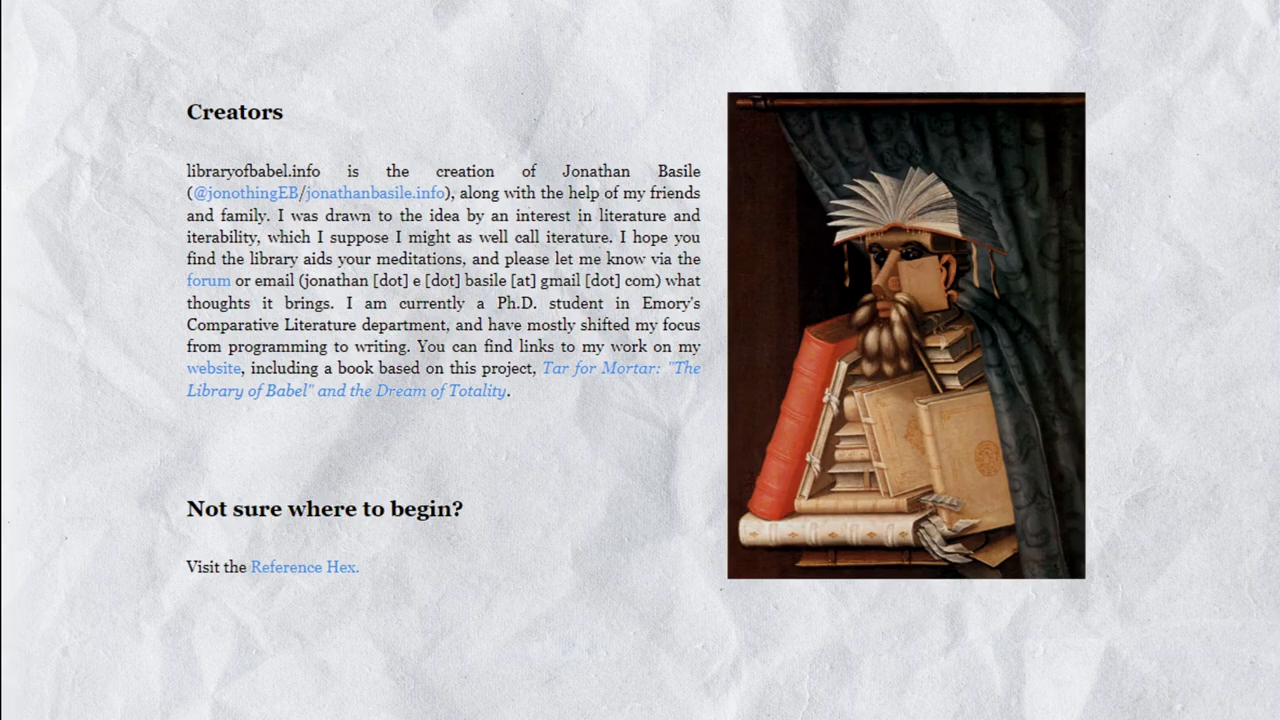 Creators
libraryofbabel.info is the creation of Jonathan Basile
(@jonothingEB/jonathanbasile.info), along with the help of my friends
and family. I was drawn to the idea by an interest in literature and
iterability, which I suppose I might as well call iterature. I hope you
find the library aids your meditations, and please let me know via the
forum or email (jonathan [dot] e [dot] basile [at] gmail [dot] com) what
thoughts it brings. I am currently a Ph.D. student in Emory's
Comparative Literature department, and have mostly shifted my focus
from programming to writing. You can find links to my work on my
website, including a book based on this project, Tar for Mortar: "The
Library of Babel" and the Dream of Totality.
Not sure where to begin?
Visit the Reference Hex.